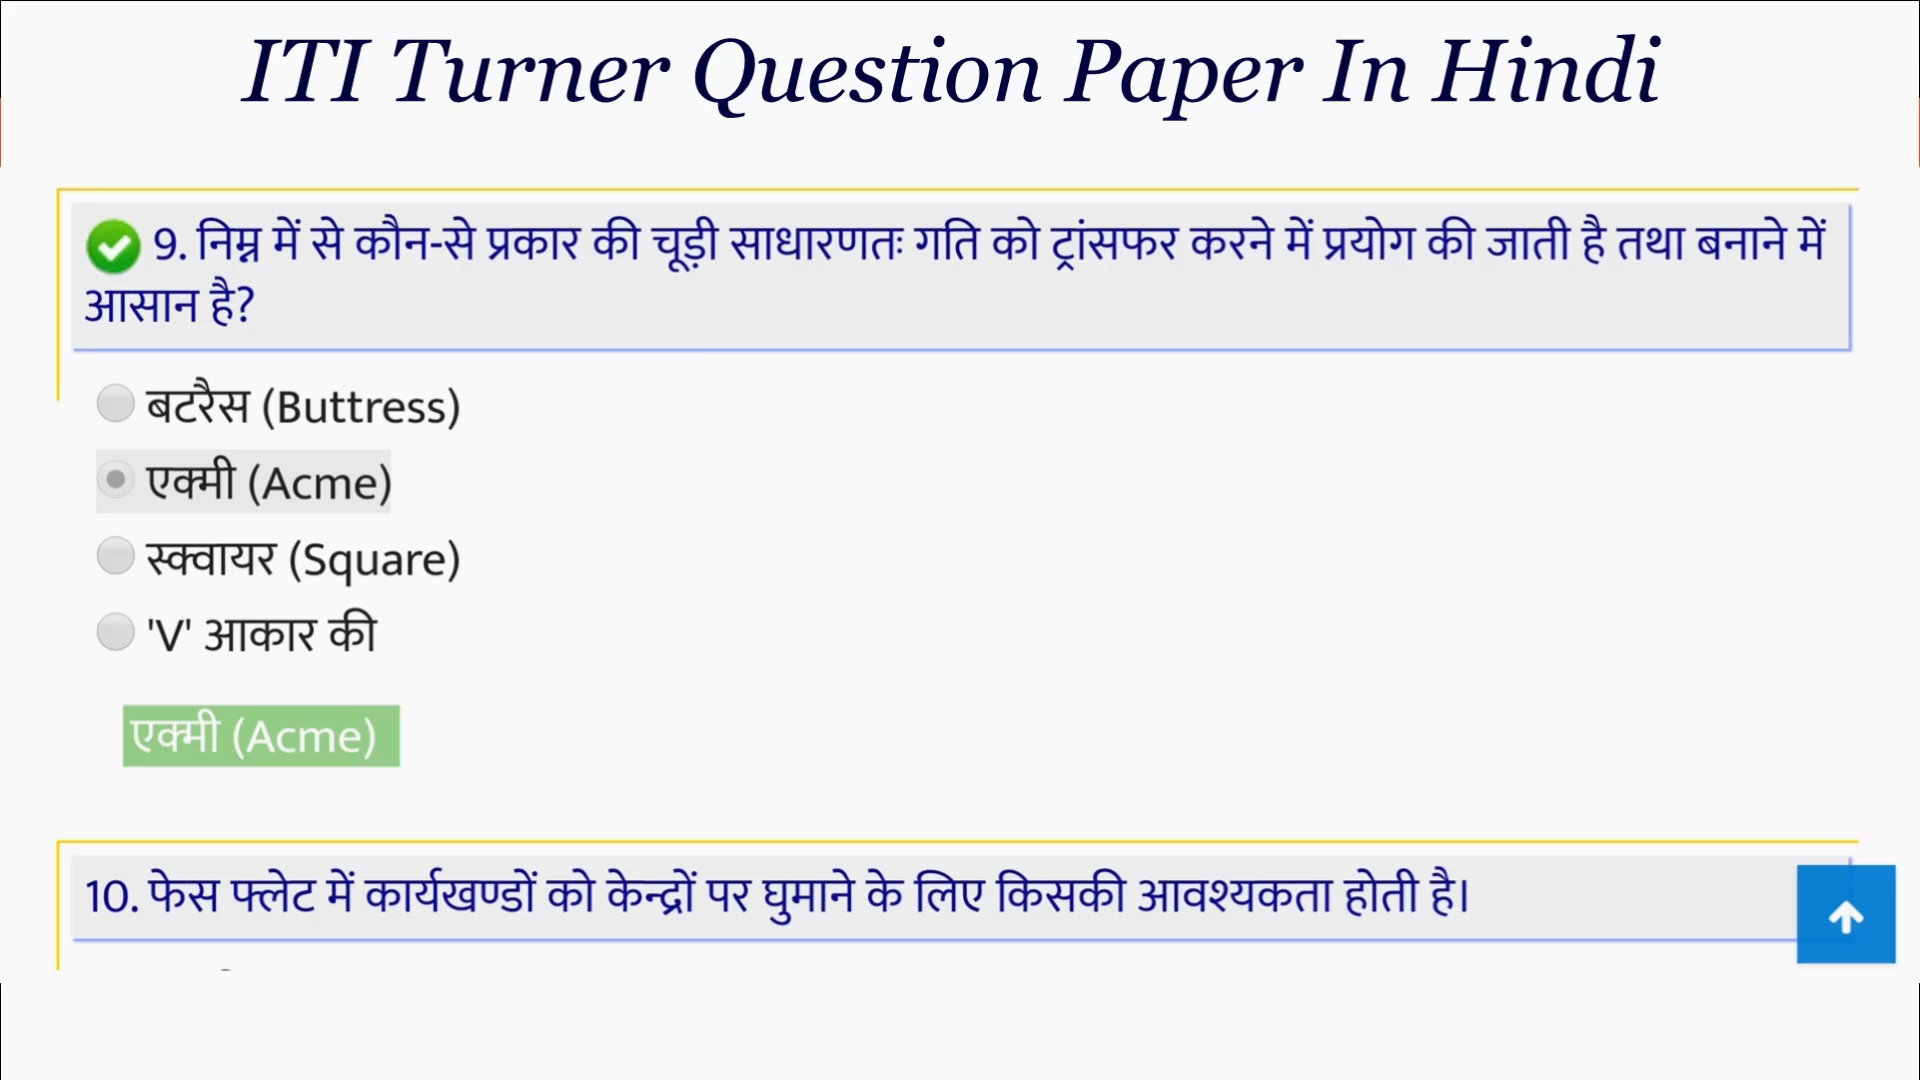 ITI Turner Question Paper In Hindi
9. निम्न में से कौन-से प्रकार की चूड़ी साधारणतः गति को ट्रांसफर करने में प्रयोग की जाती है तथा बनाने में
आसान है?
बटरैस (Buttress)
एक्मी (Acme)
स्क्वायर (Square)
'V' आकार की
एक्मी (Acme)
10. फेस फ्लेट में कार्यखण्डों को केन्द्रों पर घुमाने के लिए किसकी आवश्यकता होती है।